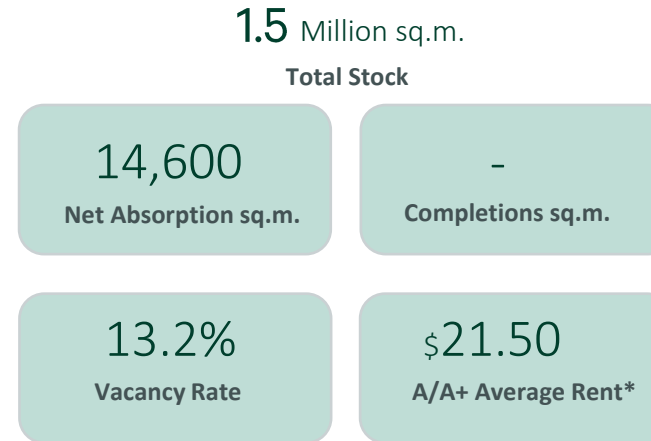 1.5 Million sq.m.
Total Stock
14,600
Net Absorption sq.m.
-
Completions sq.m.
13.2%
Vacancy Rate
$21.50
A/A+ Average Rent*